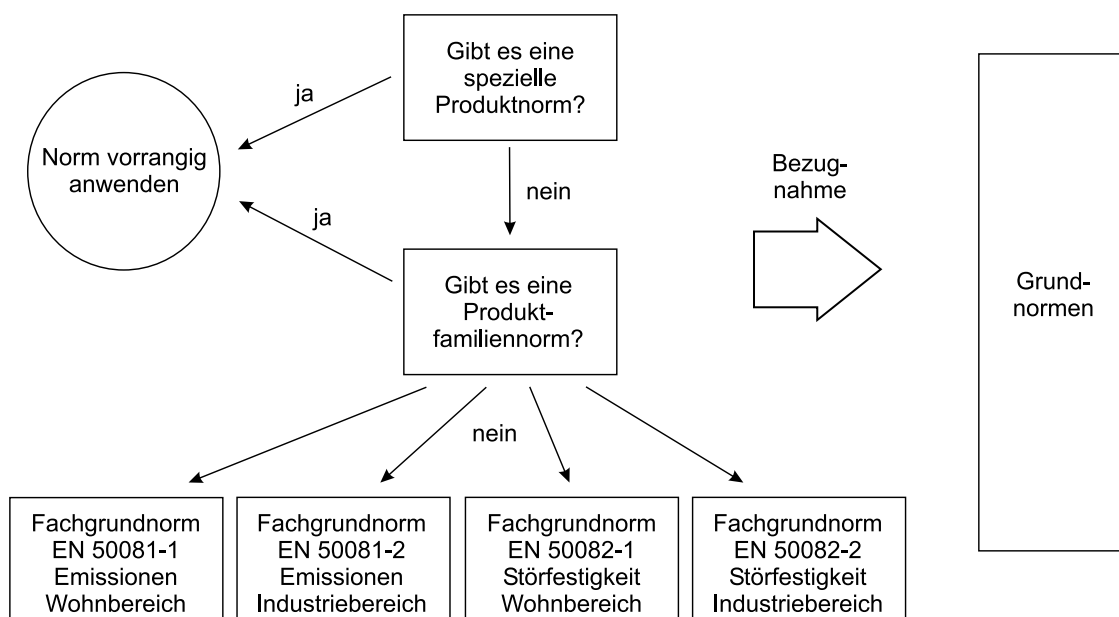 Gibt es eine
spezielle
Produktnorm?
ja
Norm vorrangig
anwenden
nein
ja
Bezug-
nahme
Gibt es eine
Produkt-
familiennorm?
Grund-
normen
nein
Fachgrundnorm
EN 50081-1
Emissionen
Wohnbereich
Fachgrundnorm
EN 50081-2
Emissionen
Industriebereich
Fachgrundnorm
EN 50082-1
Störfestigkeit
Wohnbereich
Fachgrundnorm
EN 50082-2
Störfestigkeit
Industriebereich